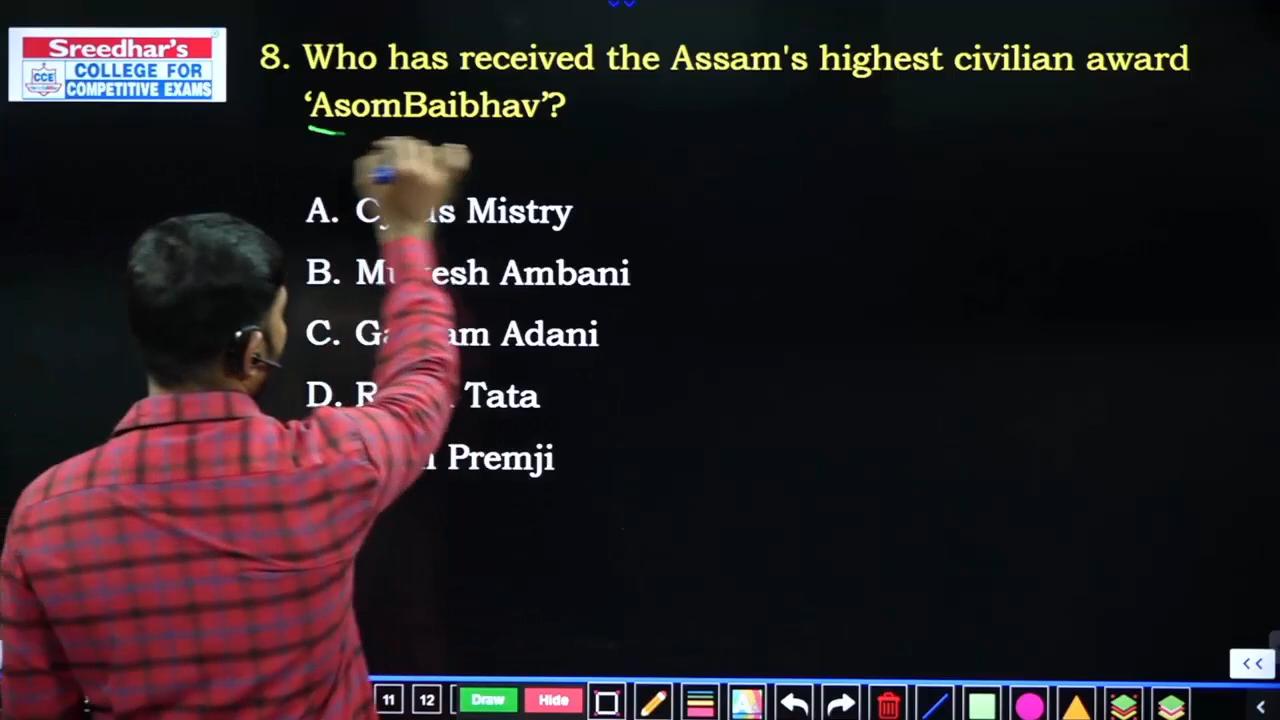 Sreedhar's
CCE
COLLEGE FOR
COMPETITIVE EXAMS
8. Who has received the Assam's highest civilian award
‘AsomBaibhav’?
A. Mistry
B. Ambani
C. Adani
D. Tata
Premji
<<
11 12 Draw Hide
<